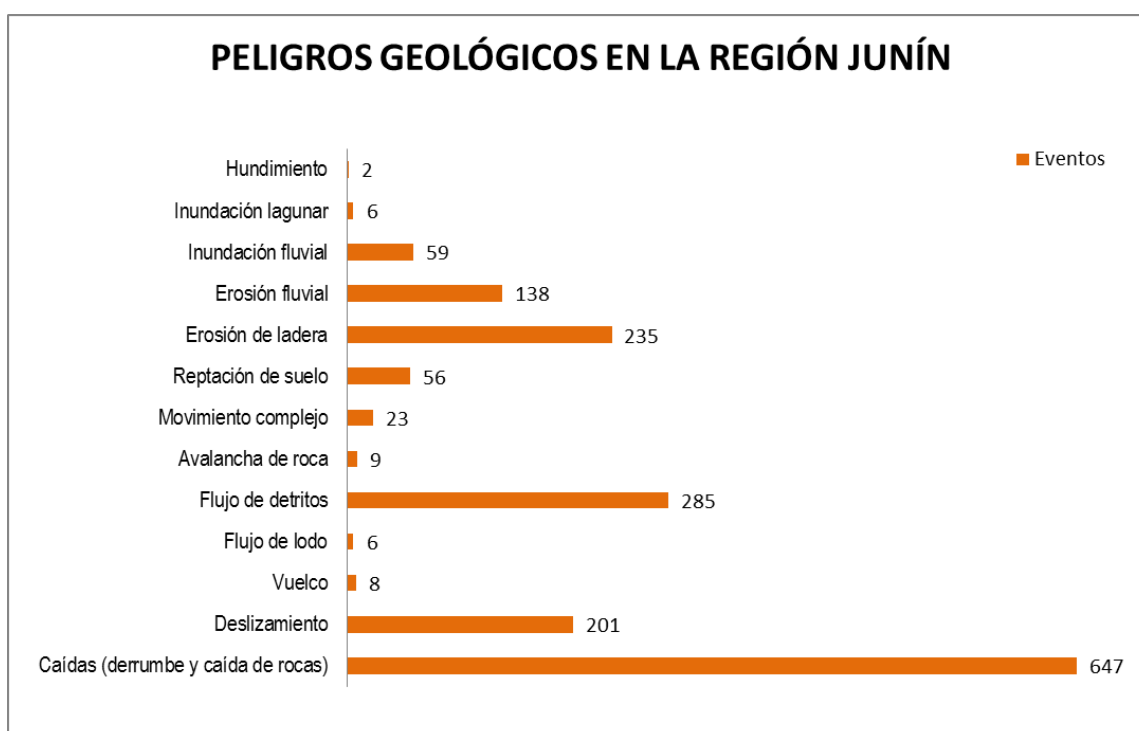 PELIGROS GEOLÓGICOS EN LA REGIÓN JUNÍN
Eventos
Hundimiento 2
Inundación lagunar 6
Inundación fluvial 59
Erosión fluvial 138
Erosión de ladera 235
Reptación de suelo 56
Movimiento complejo 23
Avalancha de roca 9
Flujo de detritos 285
Flujo de lodo 6
Vuelco 8
Deslizamiento 201
Caídas (derrumbe y caída de rocas) 647